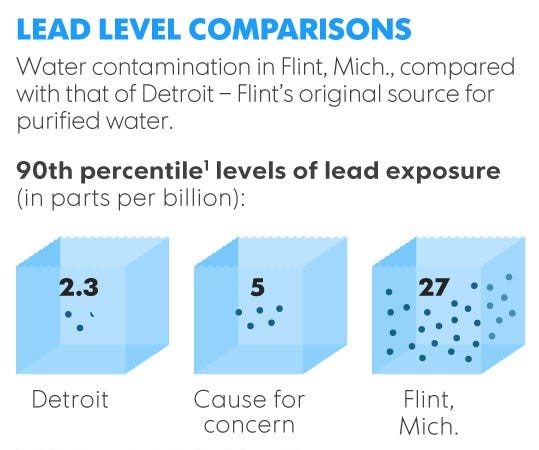 LEAD LEVEL COMPARISONS
Water contamination in Flint, Mich., compared
with that of Detroit – Flint's original source for
purified water.
90th percentile¹ levels of lead exposure
(in parts per billion):
2.3
5
27
Detroit
Cause for
concern
Flint,
Mich.